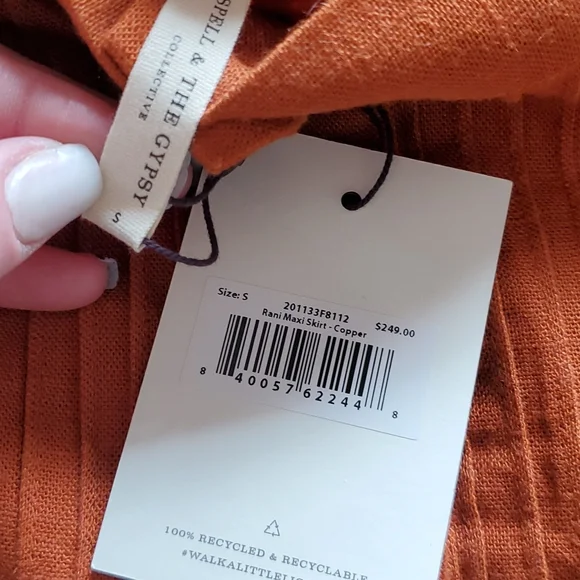 SPELL & THE GYPSY
COLLECTIVE
S
Size: S
201133F8112
$249.00
Rani Maxi Skirt - Copper
8 40057 62244 8
100% RECYCLED & RECYCLABLE